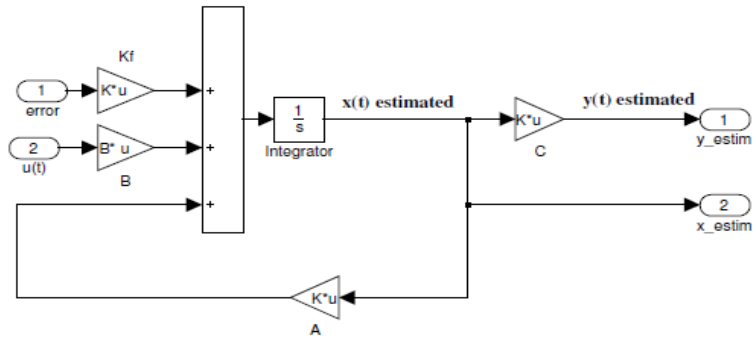 Kf
1
K*u
+
error
2
B* u
+
u(t)
B
+
1
s
Integrator
x(t) estimated
K*u
C
y(t) estimated
1
y_estim
2
x_estim
K*u
A